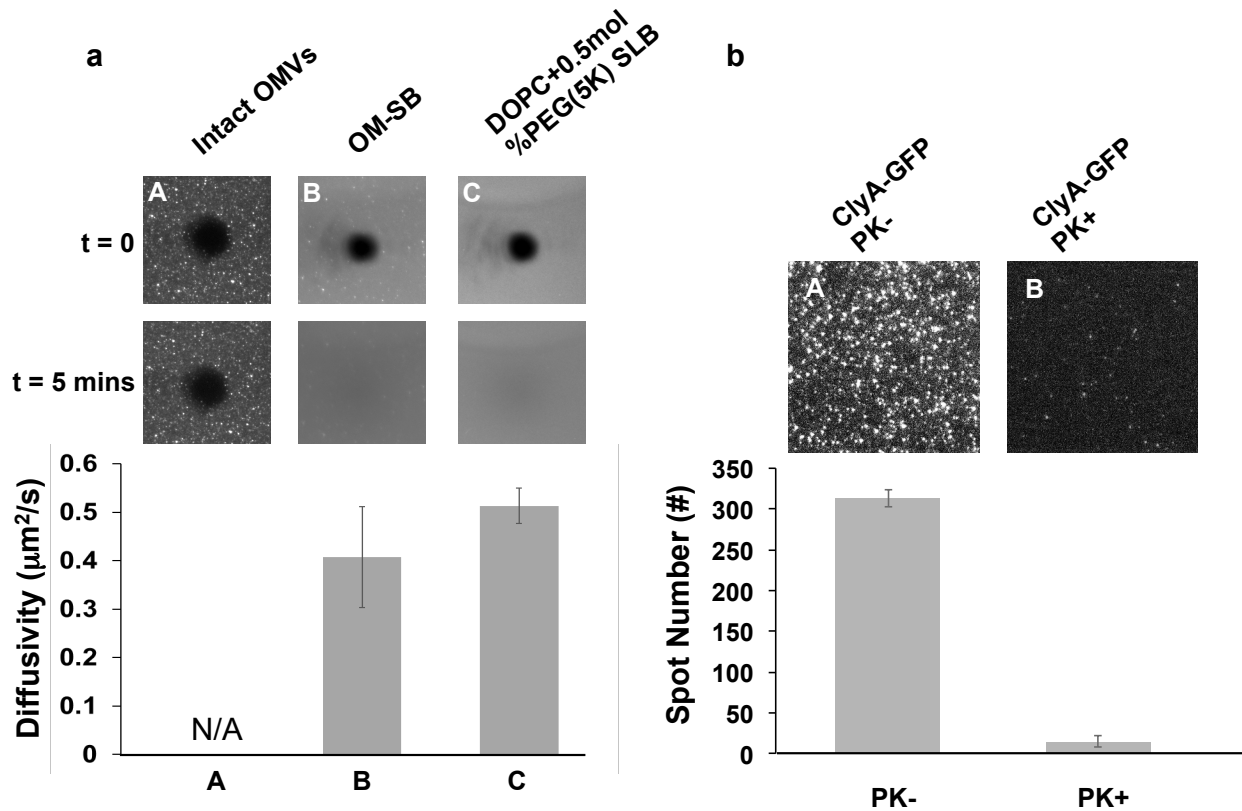 a
Intact OMVs
OM-SB
DOPC+0.5mol
%PEG(5K) SLB
A
B
C
t = 0
t = 5 mins
Diffusivity (μm²/s)
0.6
0.5
0.4
0.3
0.2
0.1
0
N/A
A
B
C
b
ClyA-GFP
PK-
ClyA-GFP
PK+
A
B
Spot Number (#)
350
300
250
200
150
100
50
0
PK-
PK+